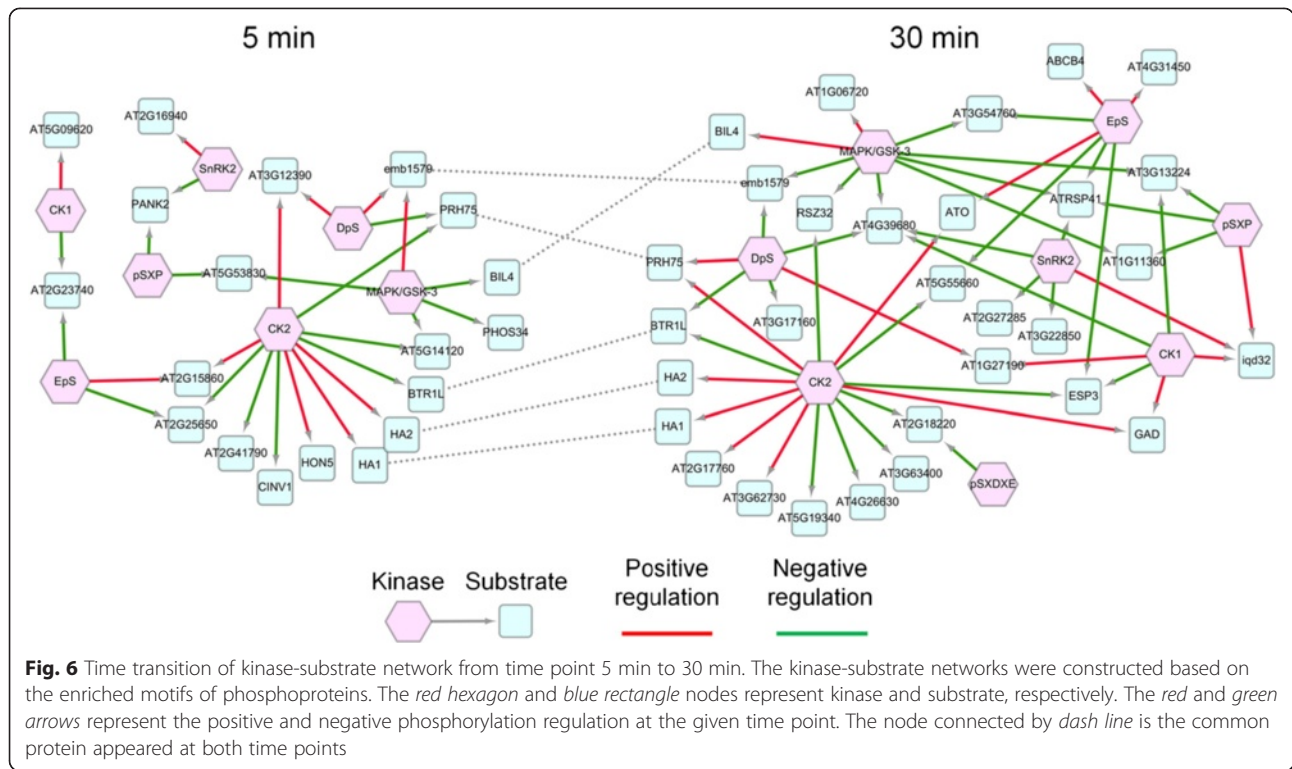 5 min
30 min
AT5G09620
AT2G16940
SnRK2
CK1
PANK2
pSXP
AT5G53830
AT2G23740
EpS
AT3G12390
emb1579
DpS
PRH75
MAPK/GSK-3
BIL4
PHOS34
CK2
AT5G14120
AT2G15860
BTR1L
AT2G25650
HA2
AT2G41790
HON5
HA1
CINV1
ABCB4
AT4G31450
AT1G06720
AT3G54760
EpS
BIL4
MAPK/GSK-3
emb1579
AT3G13224
RSZ32
ATO
ATRSP41
AT4G39680
pSXP
PRH75
DpS
SnRK2
AT1G11360
AT5G55660
BTR1L
AT3G17160
AT2G27285
AT3G22850
CK1
AT1G27190
iqd32
HA2
CK2
ESP3
HA1
AT2G18220
GAD
AT2G17760
AT3G63400
pSXDXE
AT3G62730
AT4G26630
AT5G19340
Kinase
Substrate
Positive regulation
Negative regulation
Fig. 6 Time transition of kinase-substrate network from time point 5 min to 30 min. The kinase-substrate networks were constructed based on
the enriched motifs of phosphoproteins. The red hexagon and blue rectangle nodes represent kinase and substrate, respectively. The red and green
arrows represent the positive and negative phosphorylation regulation at the given time point. The node connected by dash line is the common
protein appeared at both time points